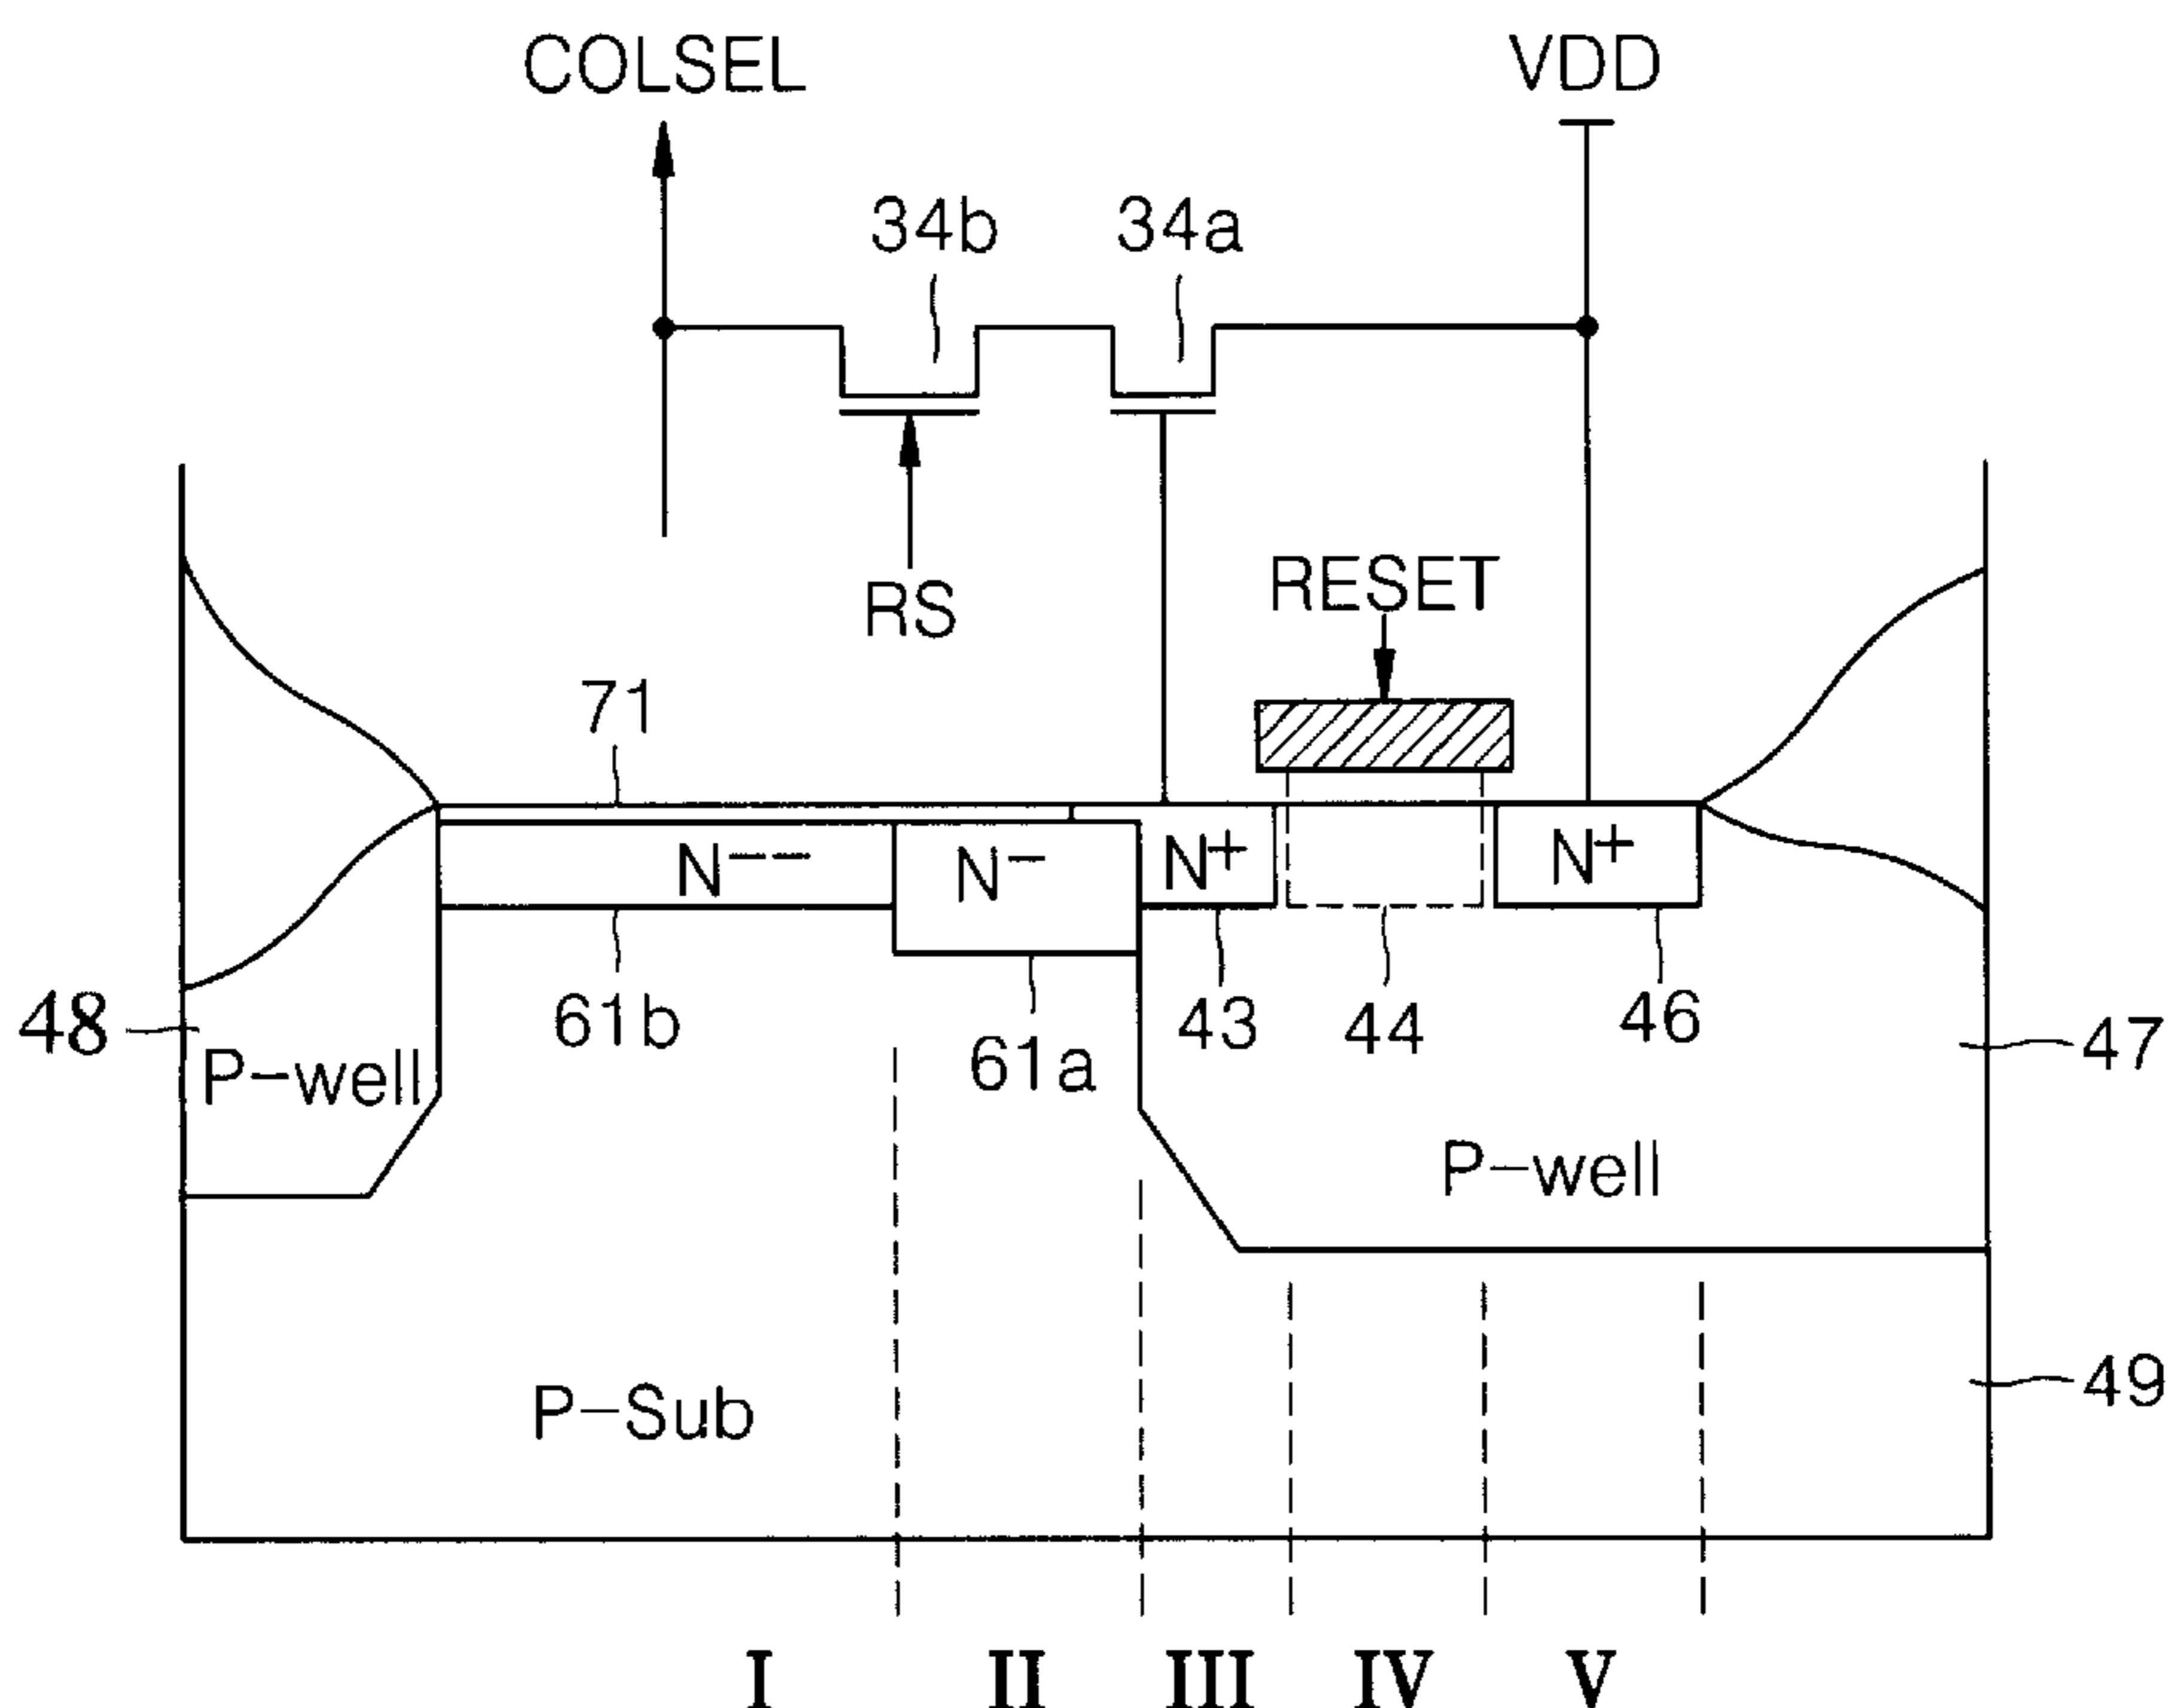 COLSEL VDD
34b 34a
RS RESET
71
N-- N- N+ N+
48 61b 61a 43 44 46 47
P-well
P-well
P-Sub 49
I II III IV V